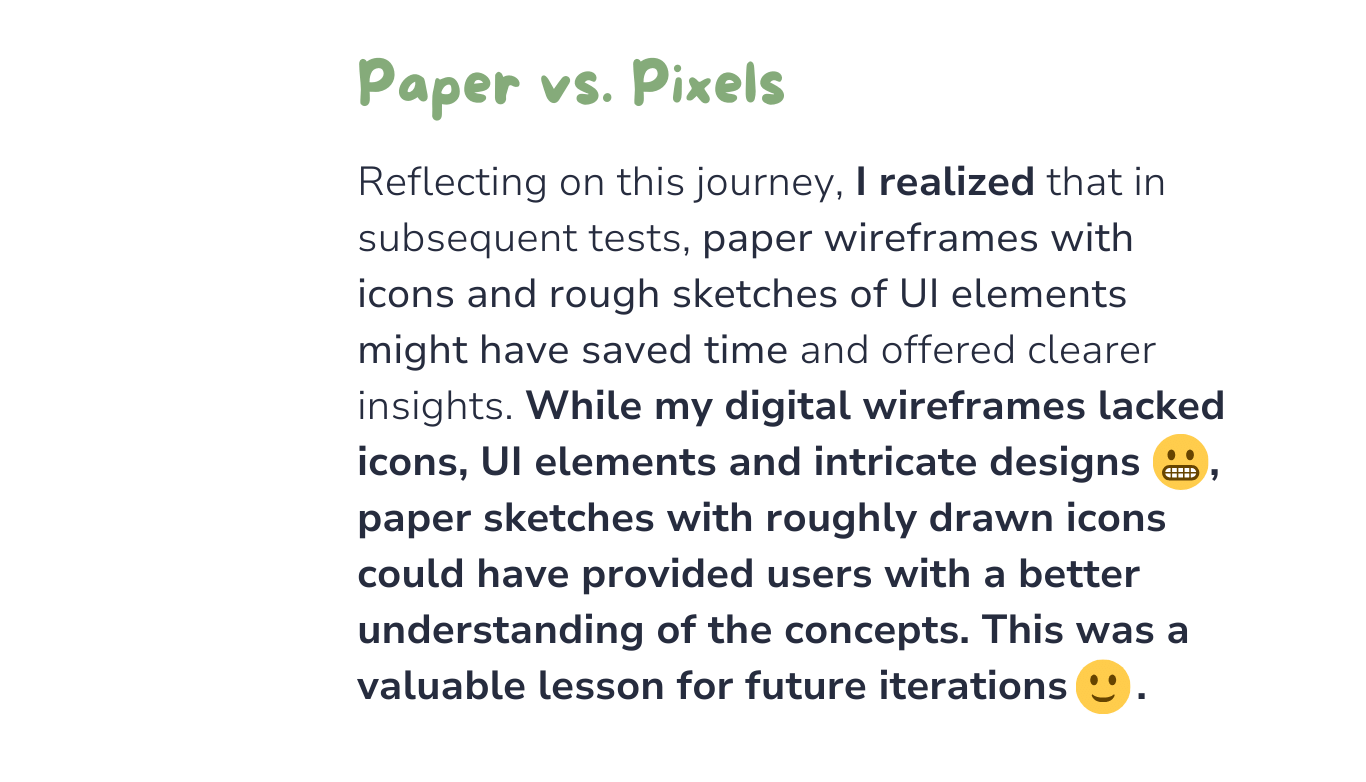 Paper vs. Pixels
Reflecting on this journey, I realized that in
subsequent tests, paper wireframes with
icons and rough sketches of UI elements
might have saved time and offered clearer
insights. While my digital wireframes lacked
icons, UI elements and intricate designs 😬,
paper sketches with roughly drawn icons
could have provided users with a better
understanding of the concepts. This was a
valuable lesson for future iterations 🙂.